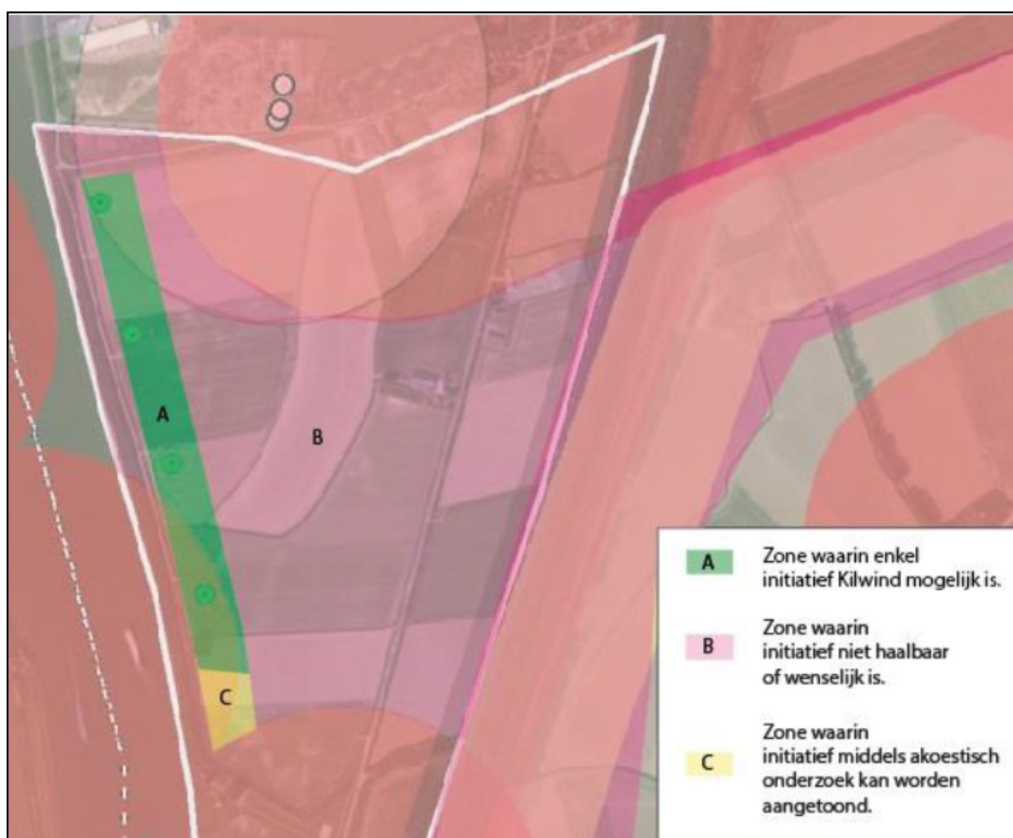 A
B
C
A
Zone waarin enkel
initiatief Kilwind mogelijk is.
B
Zone waarin
initiatief niet haalbaar
of wenselijk is.
C
Zone waarin
initiatief middels akoestisch
onderzoek kan worden
aangetoond.